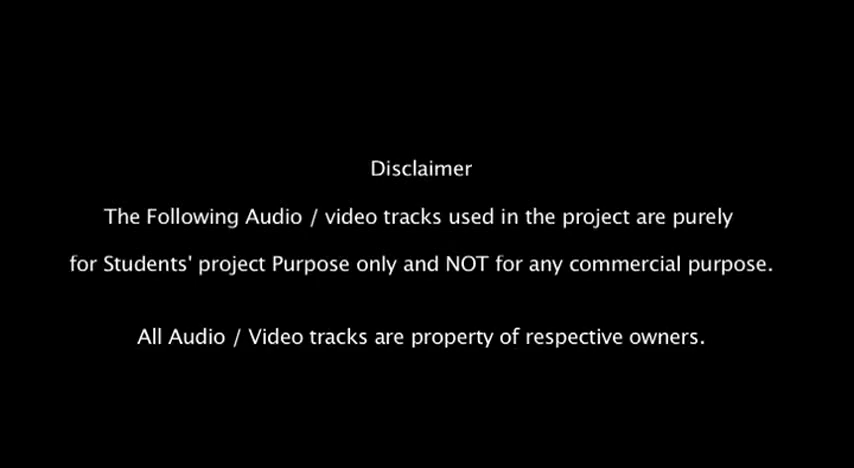 Disclaimer
The Following Audio / video tracks used in the project are purely
for Students' project Purpose only and NOT for any commercial purpose.
All Audio / Video tracks are property of respective owners.